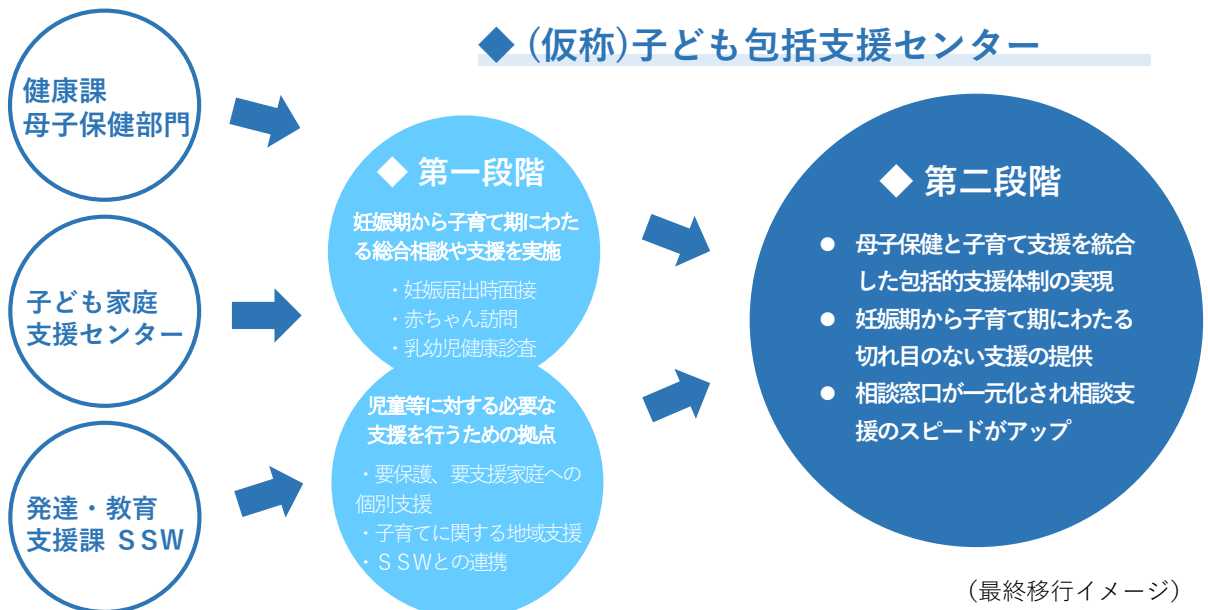 ◆ (仮称)子ども包括支援センター
健康課
母子保健部門
子ども家庭
支援センター
発達・教育
支援課 ＳＳＷ
◆ 第一段階
妊娠期から子育て期にわた
る総合相談や支援を実施
・妊娠届出時面接
・赤ちゃん訪問
・乳幼児健康診査
児童等に対する必要な
支援を行うための拠点
・要保護、要支援家庭への
個別支援
・子育てに関する地域支援
・ＳＳＷとの連携
◆ 第二段階
● 母子保健と子育て支援を統合
した包括的支援体制の実現
● 妊娠期から子育て期にわたる
切れ目のない支援の提供
● 相談窓口が一元化され相談支
援のスピードがアップ
（最終移行イメージ）